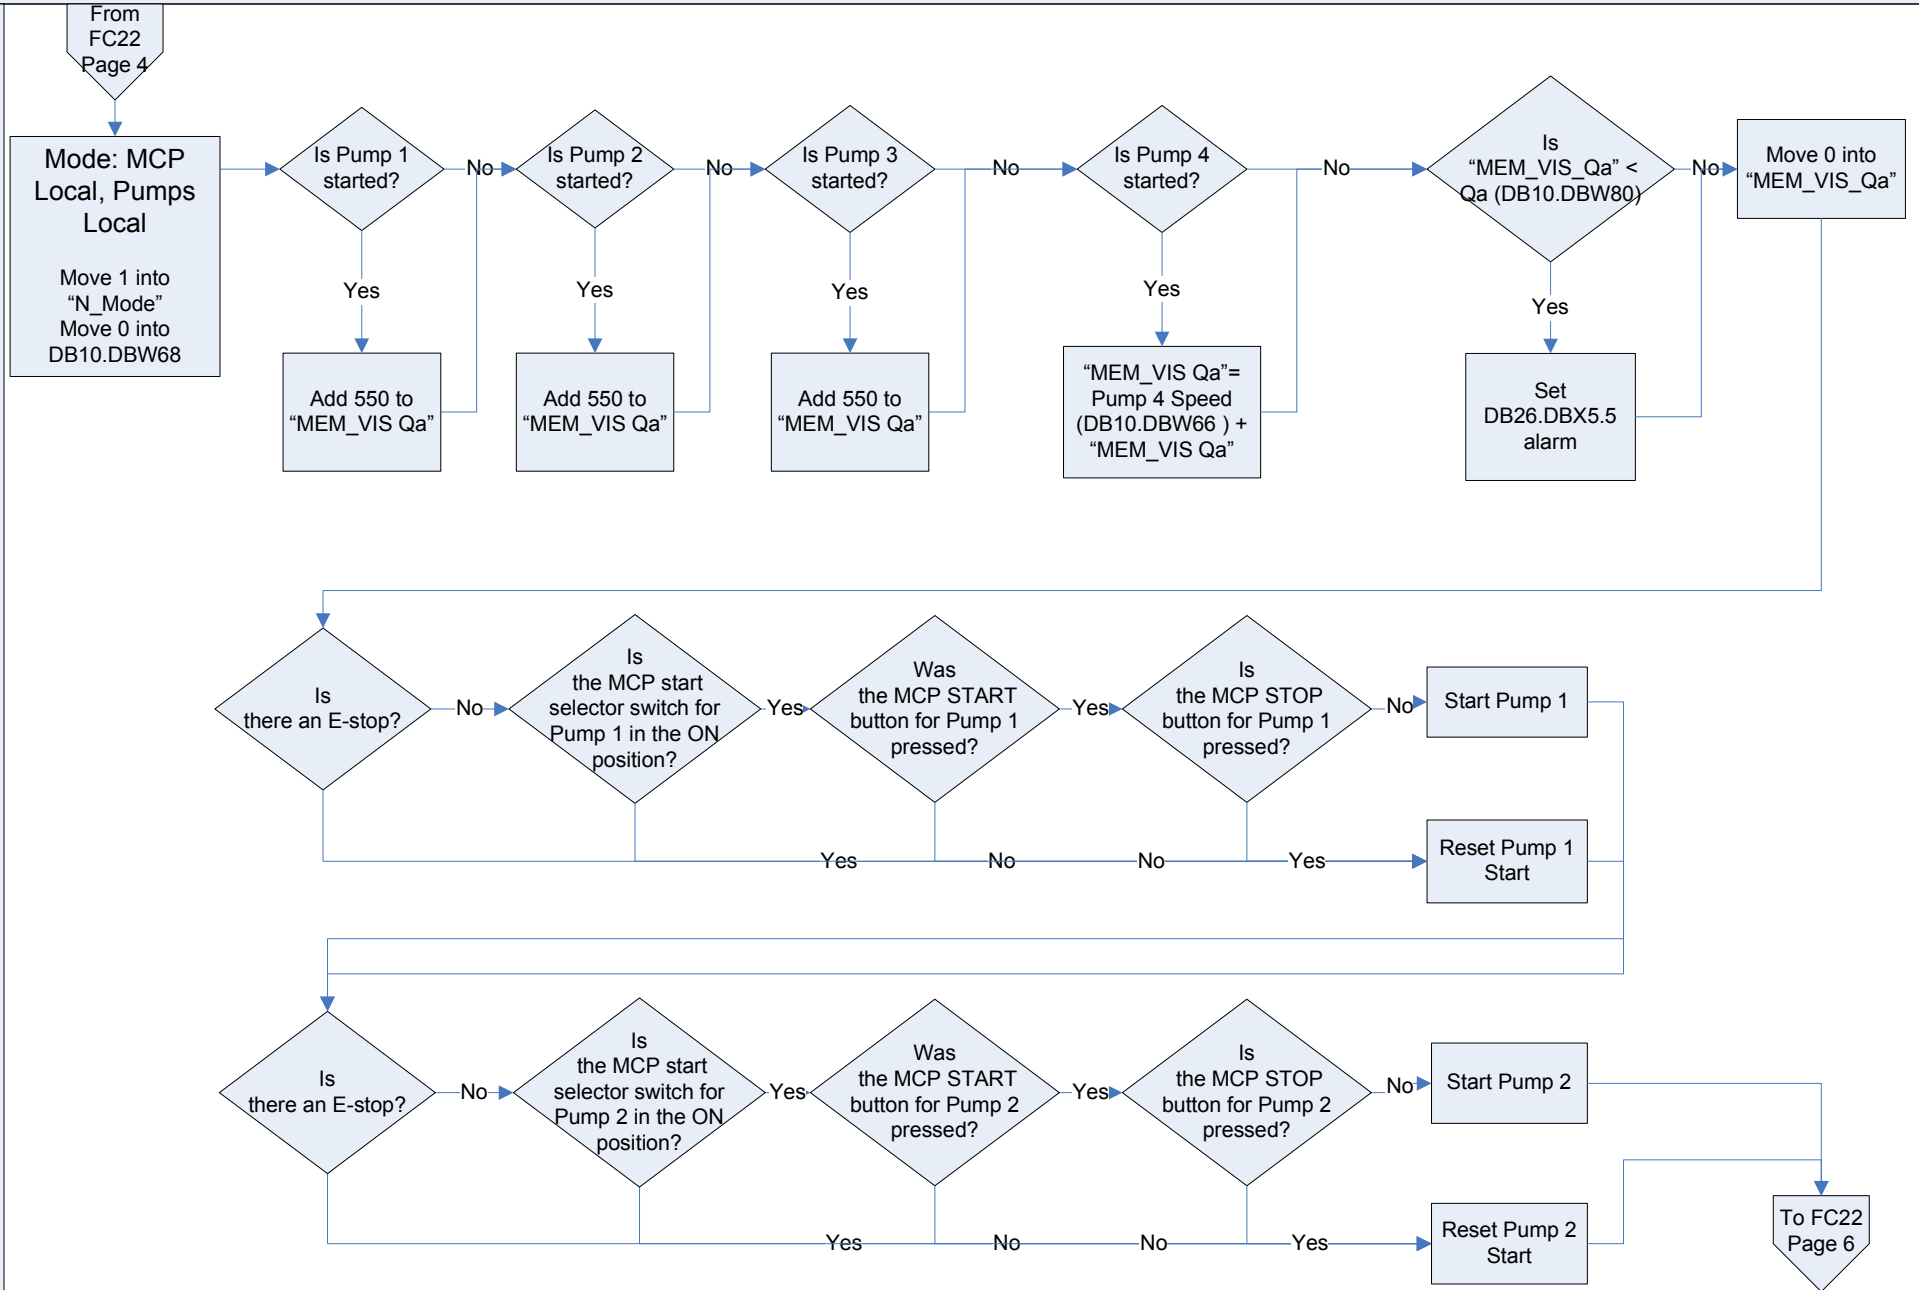 From
FC22
Page 4
Mode: MCP
Local, Pumps
Local
Move 1 into
“N_Mode”
Move 0 into
DB10.DBW68
Is Pump 1
started?
No
Yes
Add 550 to
“MEM_VIS Qa”
Is Pump 2
started?
No
Yes
Add 550 to
“MEM_VIS Qa”
Is Pump 3
started?
No
Yes
Add 550 to
“MEM_VIS Qa”
Is Pump 4
started?
No
Yes
“MEM_VIS Qa”=
Pump 4 Speed
(DB10.DBW66 ) +
“MEM_VIS Qa”
Is
“MEM_VIS_Qa” <
Qa (DB10.DBW80)
No
Yes
Set
DB26.DBX5.5
alarm
Move 0 into
“MEM_VIS_Qa”
Is
there an E-stop?
No
Is
the MCP start
selector switch for
Pump 1 in the ON
position?
Yes
Was
the MCP START
button for Pump 1
pressed?
Yes
Is
the MCP STOP
button for Pump 1
pressed?
No
Start Pump 1
Yes
No
No
Yes
Reset Pump 1
Start
Is
there an E-stop?
No
Is
the MCP start
selector switch for
Pump 2 in the ON
position?
Yes
Was
the MCP START
button for Pump 2
pressed?
Yes
Is
the MCP STOP
button for Pump 2
pressed?
No
Start Pump 2
Yes
No
No
Yes
Reset Pump 2
Start
To FC22
Page 6